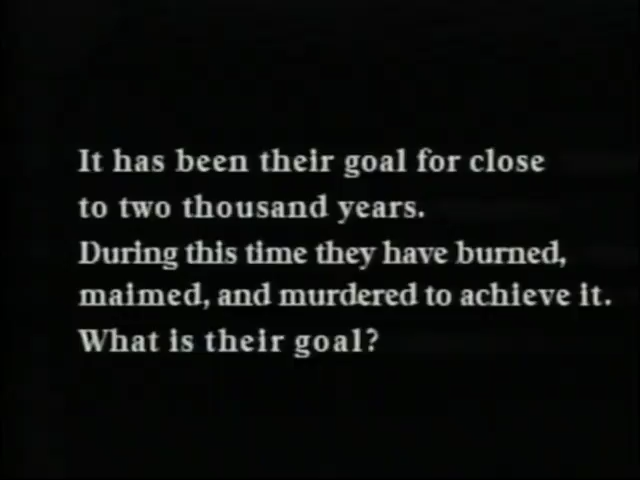 It has been their goal for close
to two thousand years.
During this time they have burned,
maimed, and murdered to achieve it.
What is their goal?